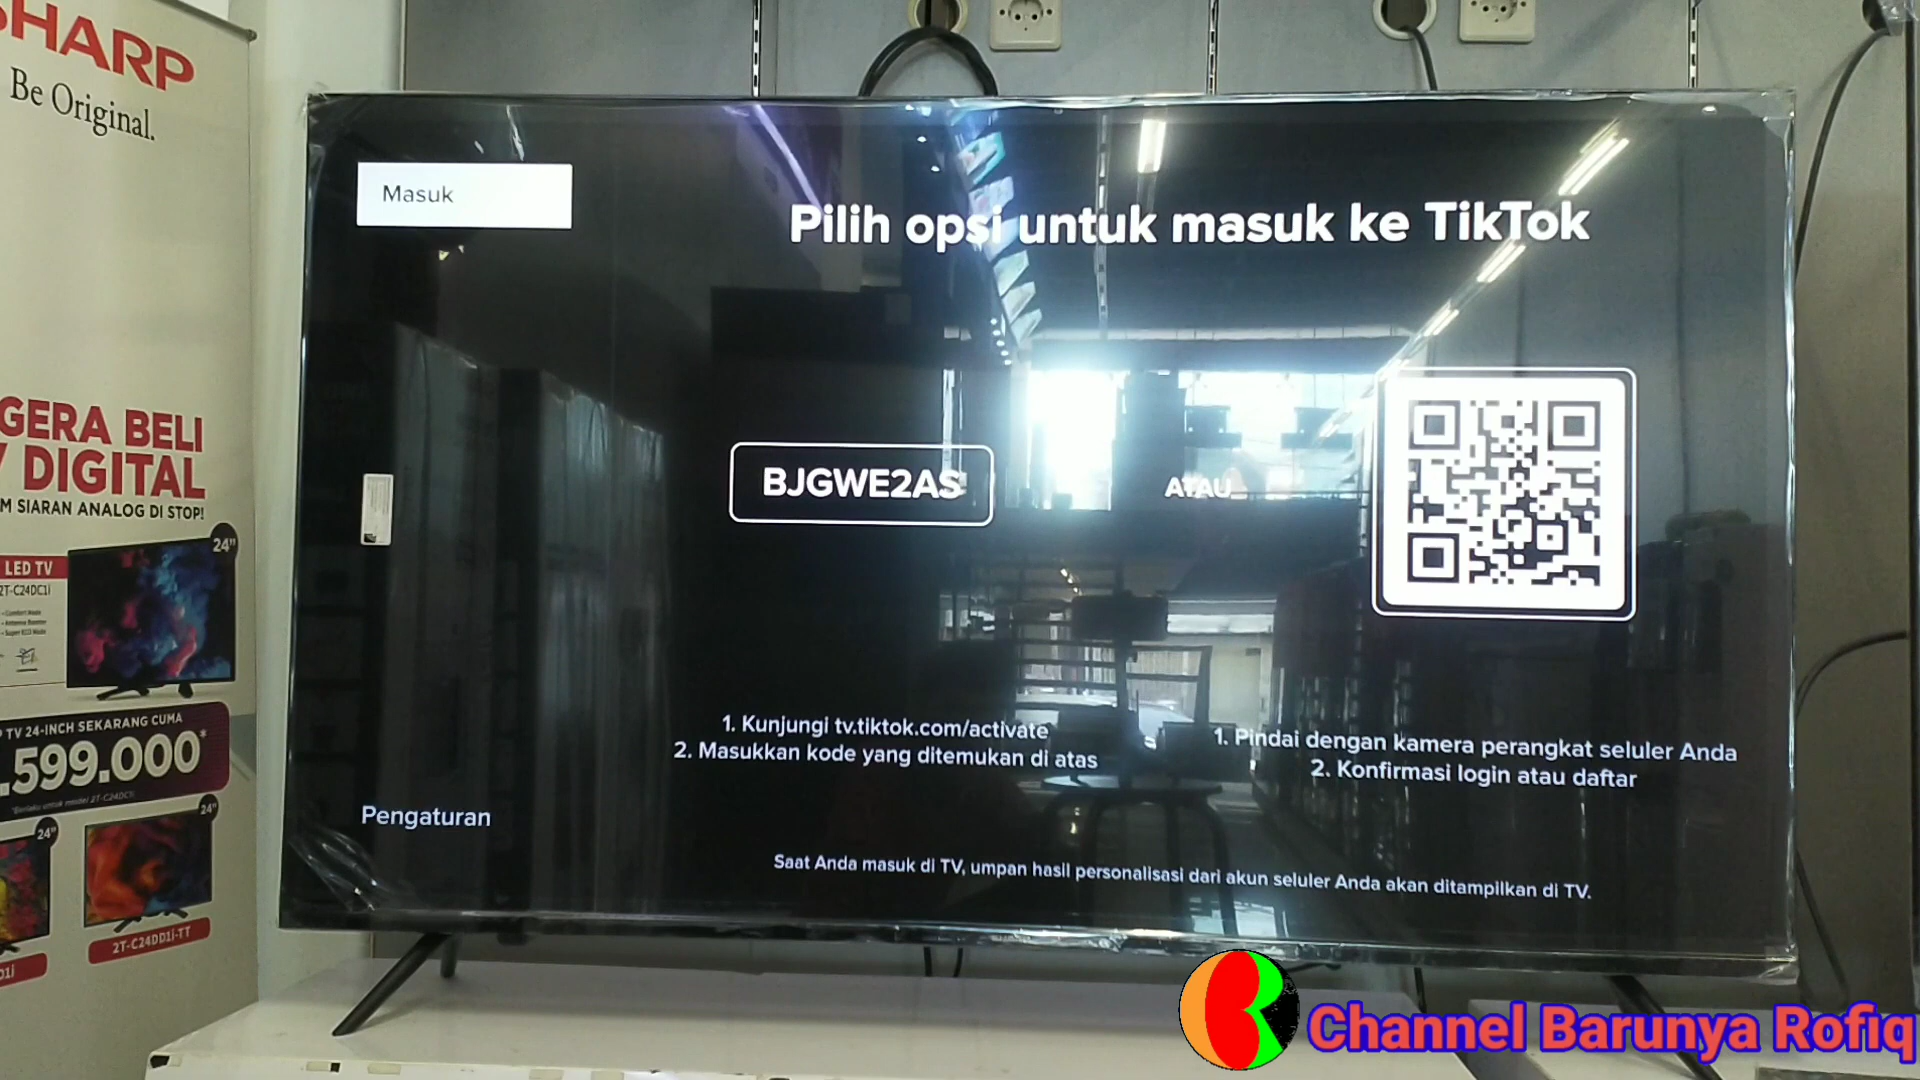 SHARP
Be Original.
GERA BELI
DIGITAL
M SIARAN ANALOG DI STOP!
24"
LED TV
2T-C24DC1i
TV 24-INCH SEKARANG CUMA
.599.000*
24"
24"
2T-C24DD1i-TT
Masuk
Pilih opsi untuk masuk ke TikTok
BJGWE2AS
ATAU
1. Kunjungi tv.tiktok.com/activate
2. Masukkan kode yang ditemukan di atas
1. Pindai dengan kamera perangkat seluler Anda
2. Konfirmasi login atau daftar
Pengaturan
Saat Anda masuk di TV, umpan hasil personalisasi dari akun seluler Anda akan ditampilkan di TV.
Channel Barunya Rofiq